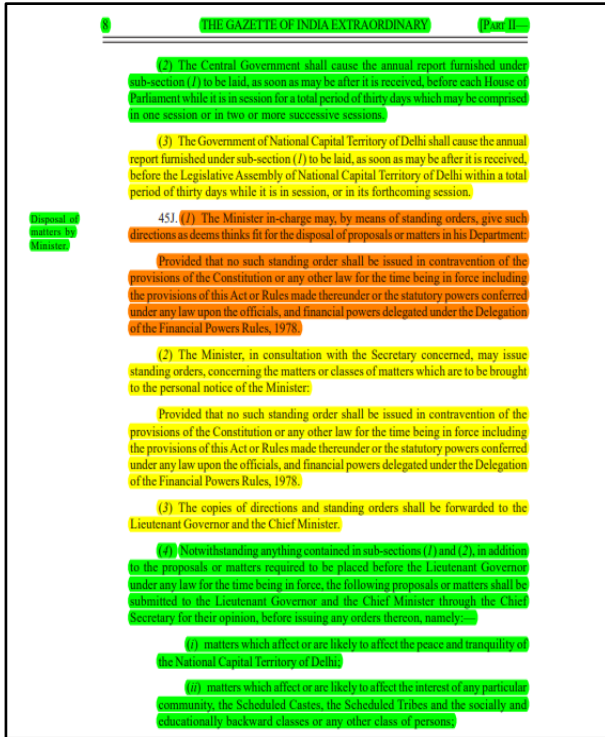 8 THE GAZETTE OF INDIA EXTRAORDINARY [PART II—
(2) The Central Government shall cause the annual report furnished under
sub-section (1) to be laid, as soon as may be after it is received, before each House of
Parliament while it is in session for a total period of thirty days which may be comprised
in one session or in two or more successive sessions.
(3) The Government of National Capital Territory of Delhi shall cause the annual
report furnished under sub-section (1) to be laid, as soon as may be after it is received,
before the Legislative Assembly of National Capital Territory of Delhi within a total
period of thirty days while it is in session, or in its forthcoming session.
Disposal of
matters by
Minister.
45J. (1) The Minister in-charge may, by means of standing orders, give such
directions as deems thinks fit for the disposal of proposals or matters in his Department:
Provided that no such standing order shall be issued in contravention of the
provisions of the Constitution or any other law for the time being in force including
the provisions of this Act or Rules made thereunder or the statutory powers conferred
under any law upon the officials, and financial powers delegated under the Delegation
of the Financial Powers Rules, 1978.
(2) The Minister, in consultation with the Secretary concerned, may issue
standing orders, concerning the matters or classes of matters which are to be brought
to the personal notice of the Minister:
Provided that no such standing order shall be issued in contravention of the
provisions of the Constitution or any other law for the time being in force including
the provisions of this Act or Rules made thereunder or the statutory powers conferred
under any law upon the officials, and financial powers delegated under the Delegation
of the Financial Powers Rules, 1978.
(3) The copies of directions and standing orders shall be forwarded to the
Lieutenant Governor and the Chief Minister.
(4) Notwithstanding anything contained in sub-sections (1) and (2), in addition
to the proposals or matters required to be placed before the Lieutenant Governor
under any law for the time being in force, the following proposals or matters shall be
submitted to the Lieutenant Governor and the Chief Minister through the Chief
Secretary for their opinion, before issuing any orders thereon, namely:—
(i) matters which affect or are likely to affect the peace and tranquility of
the National Capital Territory of Delhi;
(ii) matters which affect or are likely to affect the interest of any particular
community, the Scheduled Castes, the Scheduled Tribes and the socially and
educationally backward classes or any other class of persons;